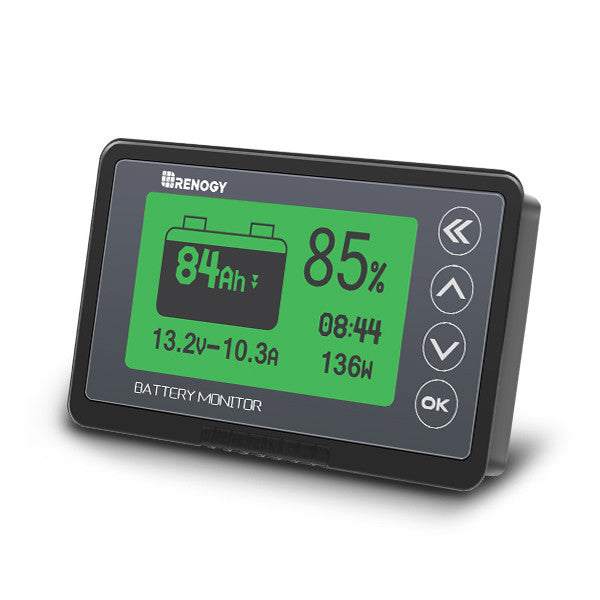 RENOGY
84Ah
85%
08:44
13.2V-10.3A
136W
BATTERY MONITOR
OK